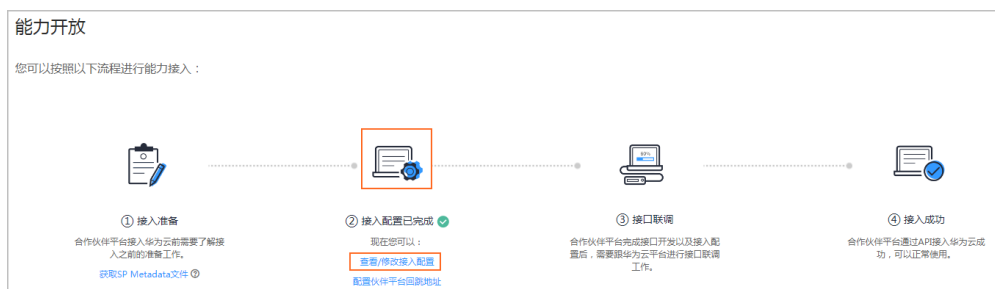 能力开放
您可以按照以下流程进行能力接入：
① 接入准备
合作伙伴平台接入华为云前需要了解接
入之前的准备工作。
获取SP Metadata文件
② 接入配置已完成
现在您可以：
查看/修改接入配置
配置伙伴平台回跳地址
69%
③ 接口联调
合作伙伴平台完成接口开发以及接入配
置后，需要跟华为云平台进行接口联调
工作。
④ 接入成功
合作伙伴平台通过API接入华为云成
功，可以正常使用。